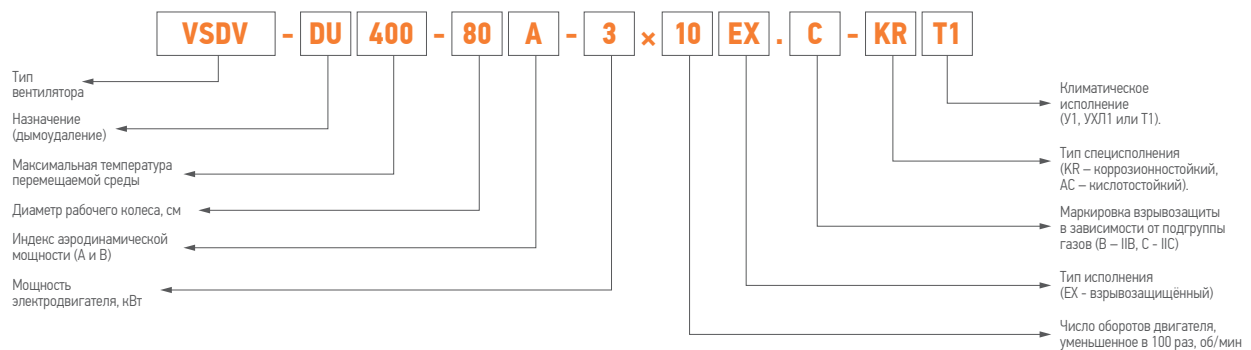 VSDV - DU 400 - 80 A - 3 × 10 EX . C - KR T1
Тип
вентилятора
Назначение
(дымоудаление)
Максимальная температура
перемещаемой среды
Диаметр рабочего колеса, см
Индекс аэродинамической
мощности (А и В)
Мощность
электродвигателя, кВт
Климатическое
исполнение
(У1, УХЛ1 или Т1).
Тип специсполнения
(KR – коррозионностойкий,
АС – кислотостойкий).
Маркировка взрывозащиты
в зависимости от подгруппы
газов (B – IIB, C - IIC)
Тип исполнения
(EX - взрывозащищённый)
Число оборотов двигателя,
уменьшенное в 100 раз, об/мин